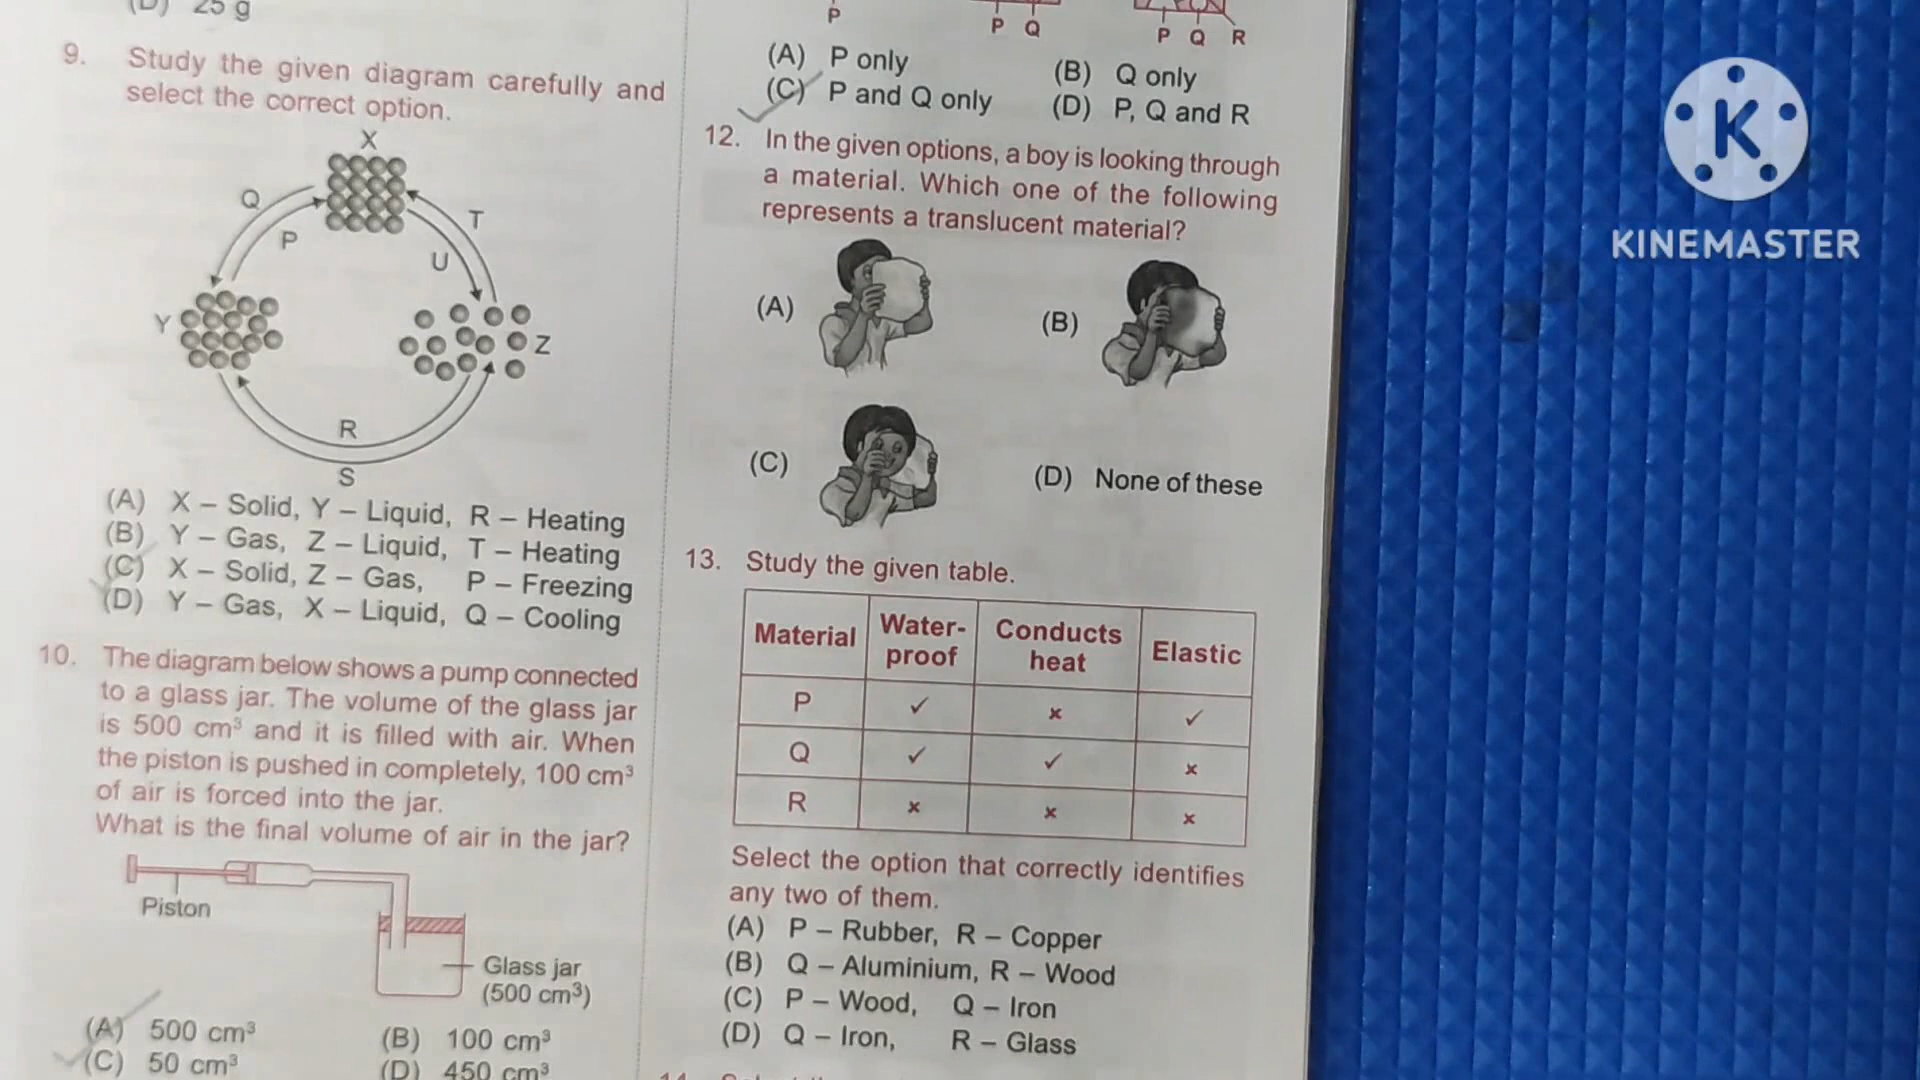 (D) 25 g
9. Study the given diagram carefully and
select the correct option.
X
Q
P
T
U
Y
Z
R
S
(A) X – Solid, Y – Liquid, R – Heating
(B) Y – Gas, Z – Liquid, T – Heating
(C) X – Solid, Z – Gas, P – Freezing
(D) Y – Gas, X – Liquid, Q – Cooling
10. The diagram below shows a pump connected
to a glass jar. The volume of the glass jar
is 500 cm³ and it is filled with air. When
the piston is pushed in completely, 100 cm³
of air is forced into the jar.
What is the final volume of air in the jar?
Piston
Glass jar
(500 cm³)
(A) 500 cm³ (B) 100 cm³
(C) 50 cm³ (D) 450 cm³
P P Q P Q R
(A) P only (B) Q only
(C) P and Q only (D) P, Q and R
12. In the given options, a boy is looking through
a material. Which one of the following
represents a translucent material?
(A) (B)
(C) (D) None of these
13. Study the given table.
Material Water-proof Conducts heat Elastic
P ✓ × ✓
Q ✓ ✓ ×
R × × ×
Select the option that correctly identifies
any two of them.
(A) P – Rubber, R – Copper
(B) Q – Aluminium, R – Wood
(C) P – Wood, Q – Iron
(D) Q – Iron, R – Glass
K
KINEMASTER